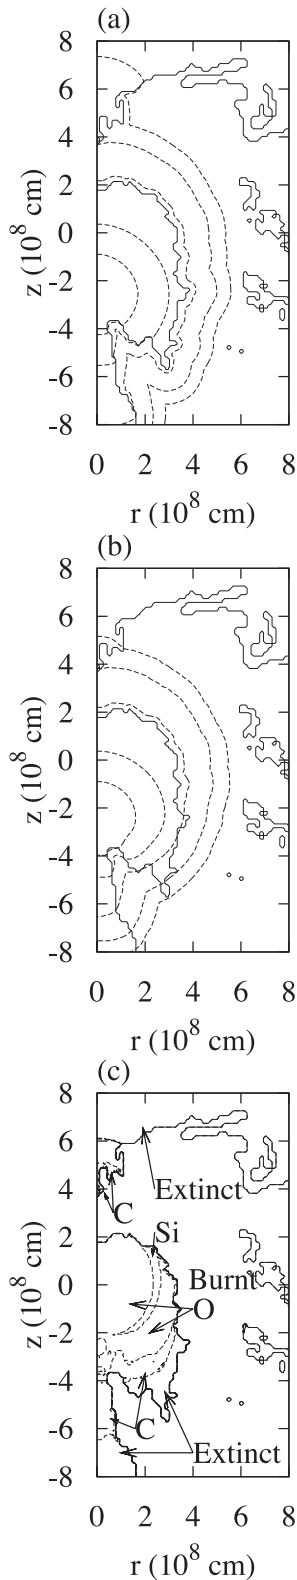 (a)
8
6
4
2
0
-2
-4
-6
-8
z (10^8 cm)
0 2 4 6 8
r (10^8 cm)
(b)
8
6
4
2
0
-2
-4
-6
-8
z (10^8 cm)
0 2 4 6 8
r (10^8 cm)
(c)
8
6
4
2
0
-2
-4
-6
-8
z (10^8 cm)
Extinct
C
Si
Burnt
O
C
Extinct
0 2 4 6 8
r (10^8 cm)